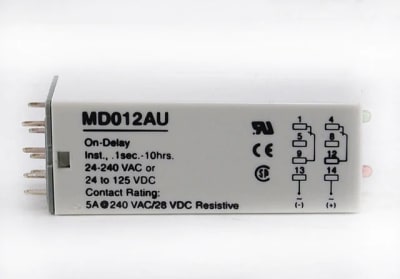 MD012AU
On-Delay
Inst., .1sec.-10hrs.
24-240 VAC or
24 to 125 VDC
Contact Rating:
5A @ 240 VAC/28 VDC Resistive
CE
1 4
5 8
9 12
13 14
(-) (+)